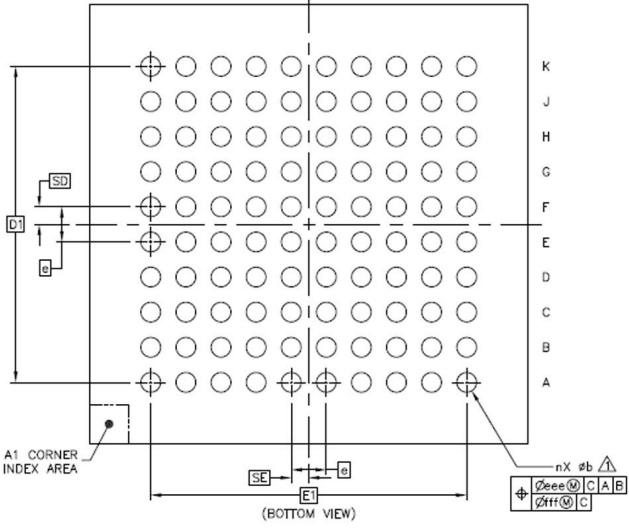 K
J
H
G
SD
F
D1
E
e
D
C
B
A
A1 CORNER
INDEX AREA
nX øb 1
e
SE
Øeee Ⓜ C A B
E1
Øfff Ⓜ C
(BOTTOM VIEW)